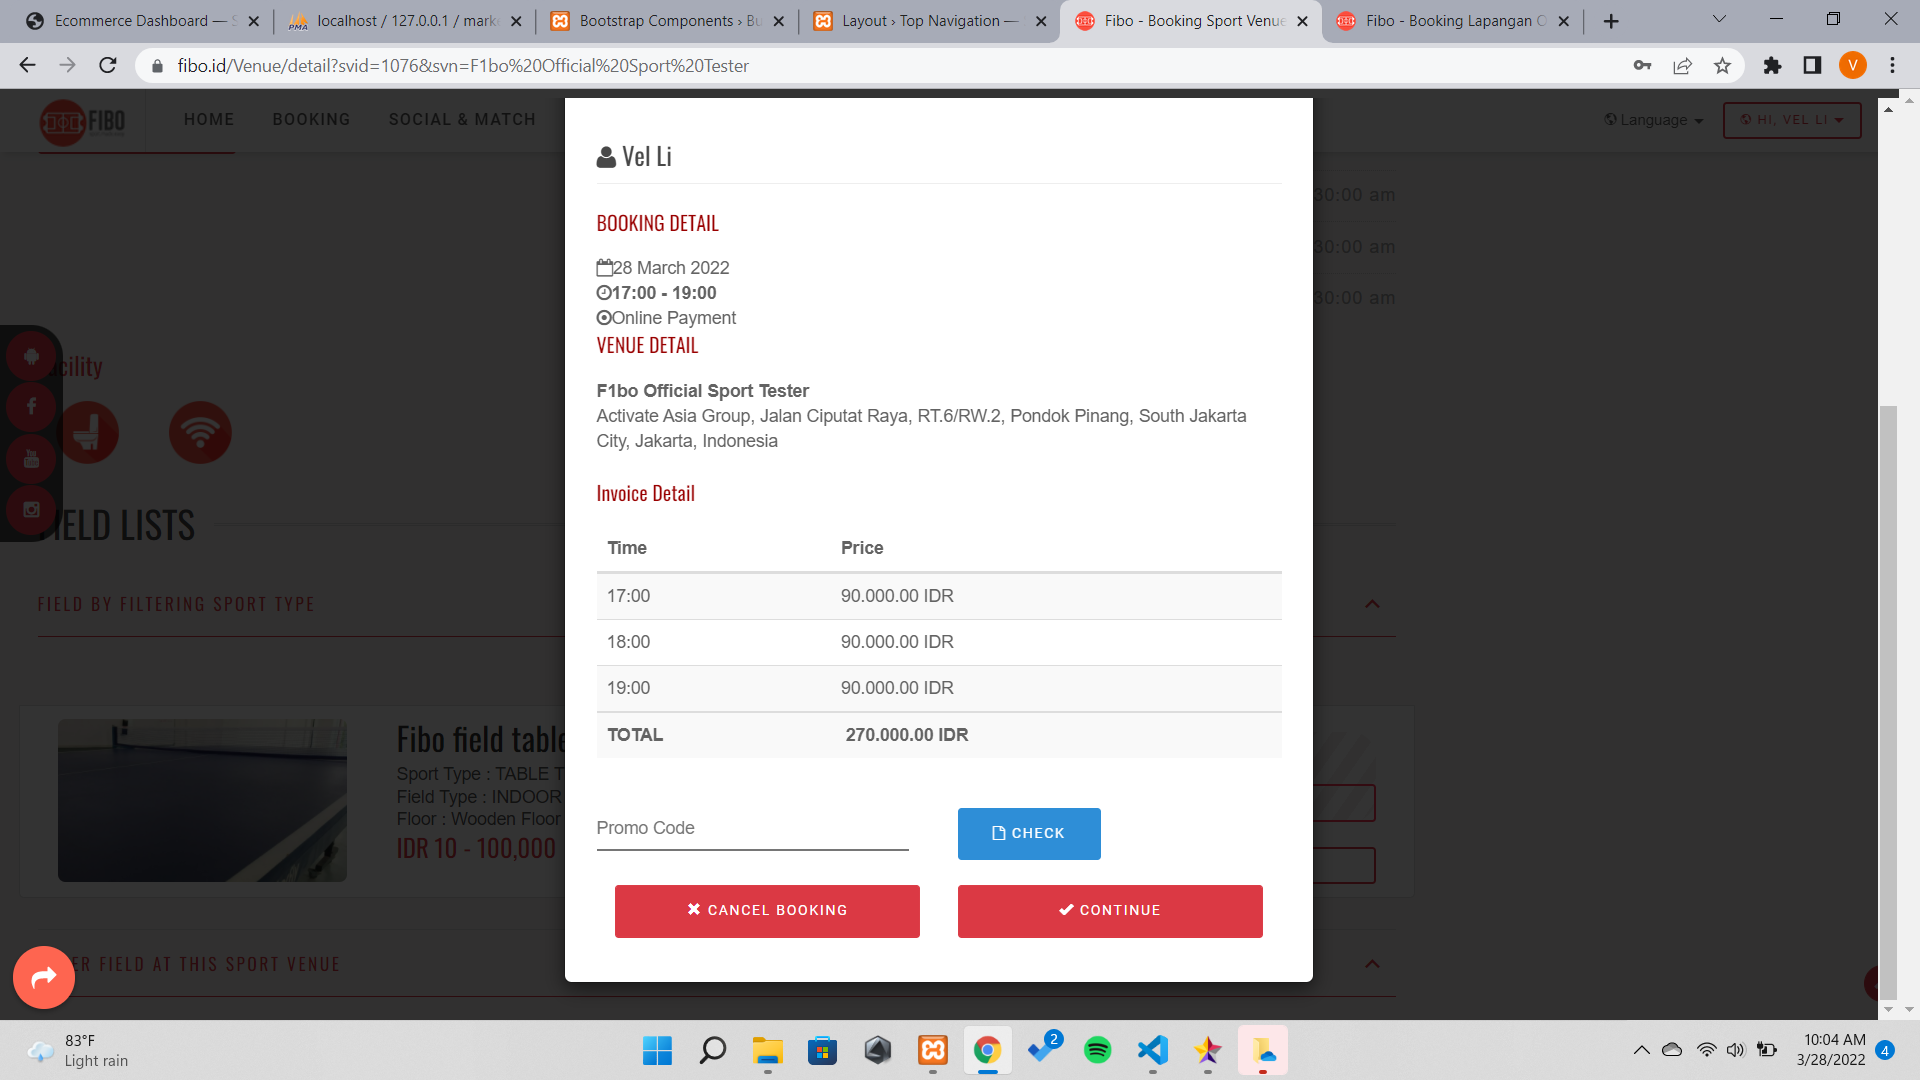 Ecommerce Dashboard —
localhost / 127.0.0.1 / mark
Bootstrap Components › Bu
Layout › Top Navigation —
Fibo - Booking Sport Venue
Fibo - Booking Lapangan O
fibo.id/Venue/detail?svid=1076&svn=F1bo%20Official%20Sport%20Tester
V
FIBO
HOME
BOOKING
SOCIAL & MATCH
Language
HI, VEL LI
Vel Li
30:00 am
BOOKING DETAIL
30:00 am
28 March 2022
17:00 - 19:00
30:00 am
Online Payment
VENUE DETAIL
cility
F1bo Official Sport Tester
Activate Asia Group, Jalan Ciputat Raya, RT.6/RW.2, Pondok Pinang, South Jakarta
City, Jakarta, Indonesia
Invoice Detail
IELD LISTS
Time Price
17:00 90.000.00 IDR
FIELD BY FILTERING SPORT TYPE
18:00 90.000.00 IDR
19:00 90.000.00 IDR
TOTAL 270.000.00 IDR
Fibo field table
Sport Type : TABLE T
Field Type : INDOOR
Floor : Wooden Floor
IDR 10 - 100,000
Promo Code
CHECK
CANCEL BOOKING
CONTINUE
ER FIELD AT THIS SPORT VENUE
83°F
Light rain
2
10:04 AM
3/28/2022
4